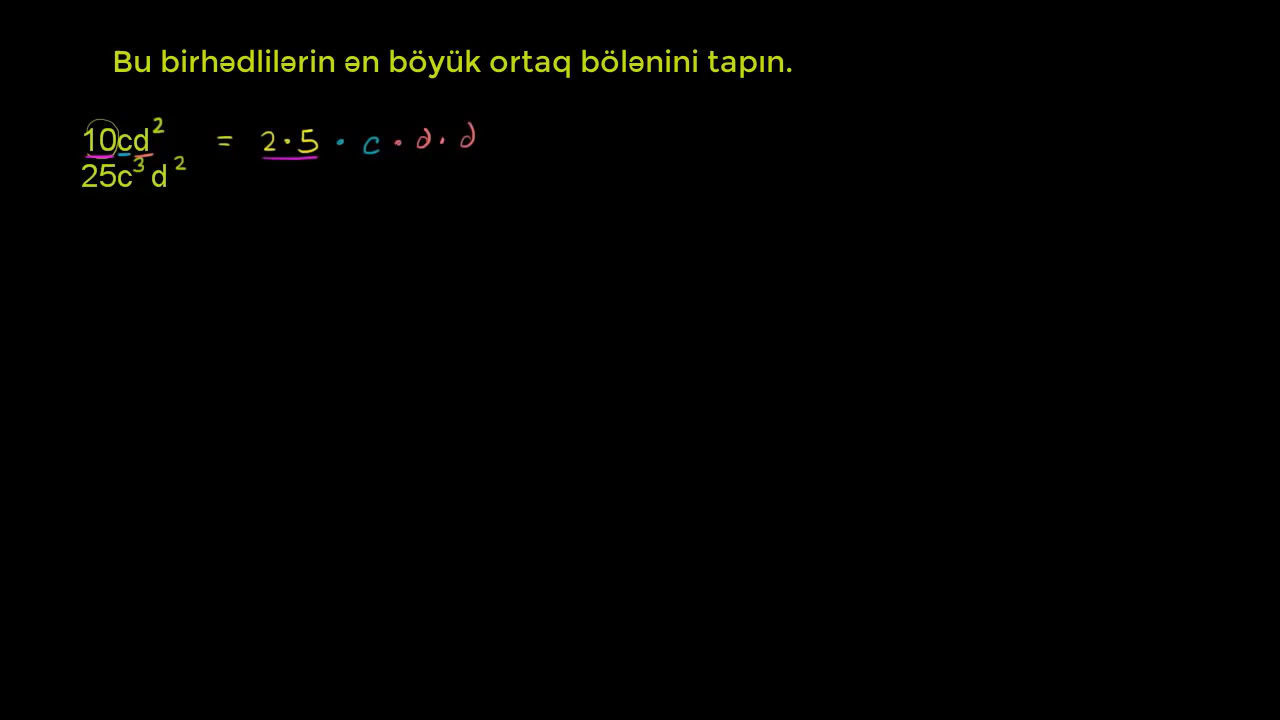 Bu birhədlilərin ən böyük ortaq bölənini tapın.
10cd² = 2 · 5 · c · d · d
25c³d²